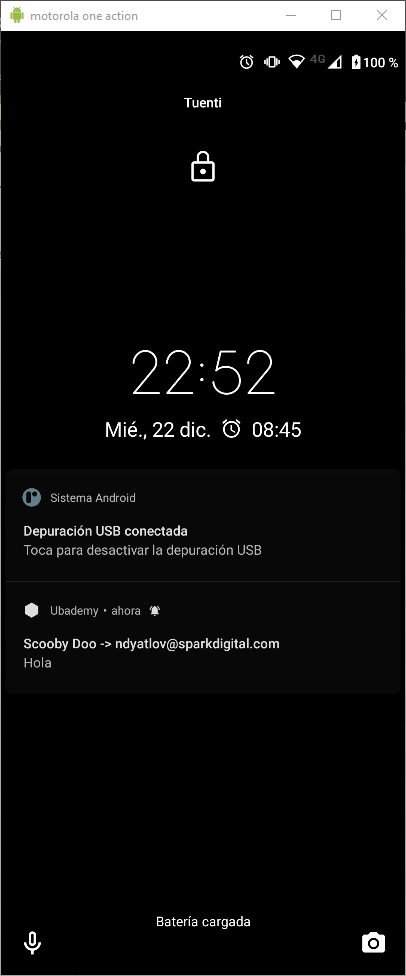 motorola one action
4G 100 %
Tuenti
22:52
Mié., 22 dic. 08:45
Sistema Android
Depuración USB conectada
Toca para desactivar la depuración USB
Ubademy • ahora
Scooby Doo -> ndyatlov@sparkdigital.com
Hola
Batería cargada